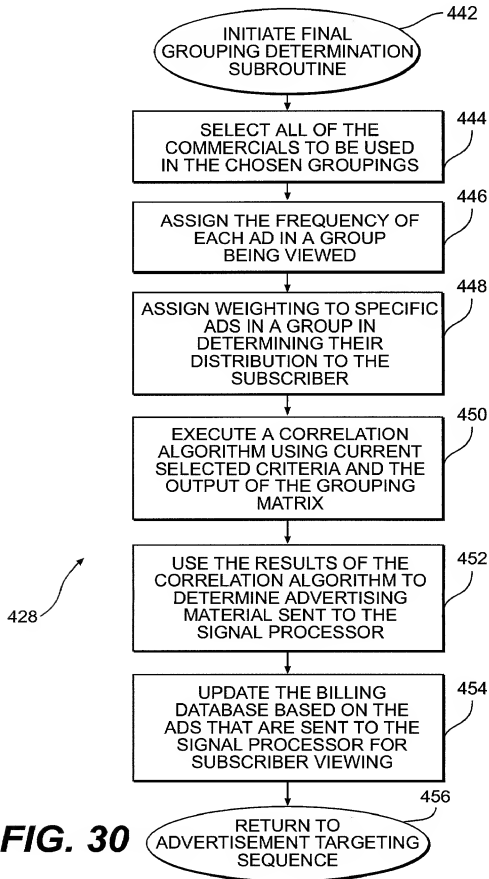 442
INITIATE FINAL
GROUPING DETERMINATION
SUBROUTINE
444
SELECT ALL OF THE
COMMERCIALS TO BE USED
IN THE CHOSEN GROUPINGS
446
ASSIGN THE FREQUENCY OF
EACH AD IN A GROUP
BEING VIEWED
448
ASSIGN WEIGHTING TO SPECIFIC
ADS IN A GROUP IN
DETERMINING THEIR
DISTRIBUTION TO THE
SUBSCRIBER
450
EXECUTE A CORRELATION
ALGORITHM USING CURRENT
SELECTED CRITERIA AND THE
OUTPUT OF THE GROUPING
MATRIX
452
USE THE RESULTS OF THE
CORRELATION ALGORITHM TO
DETERMINE ADVERTISING
MATERIAL SENT TO THE
SIGNAL PROCESSOR
428
454
UPDATE THE BILLING
DATABASE BASED ON THE
ADS THAT ARE SENT TO THE
SIGNAL PROCESSOR FOR
SUBSCRIBER VIEWING
456
RETURN TO
ADVERTISEMENT TARGETING
SEQUENCE
FIG. 30